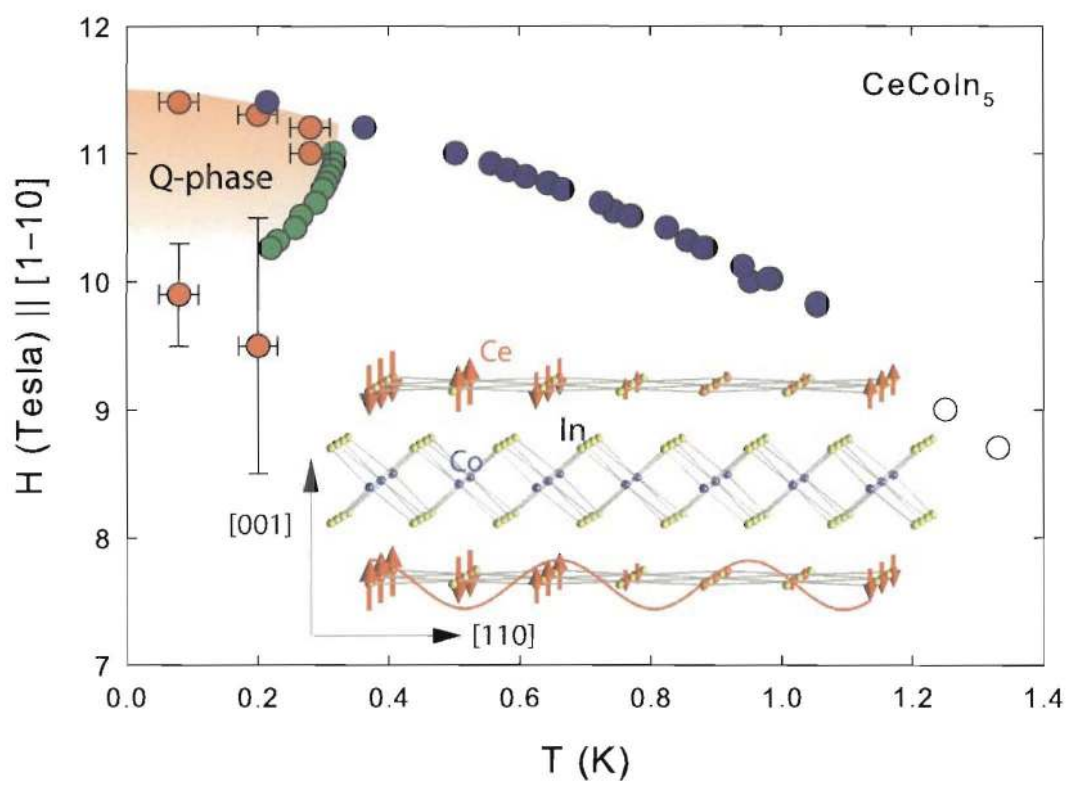 12
CeCoIn5
11
Q-phase
H (Tesla) || [1-10]
10
Ce
9
In
Co
[001]
8
[110]
7
0.0 0.2 0.4 0.6 0.8 1.0 1.2 1.4
T (K)